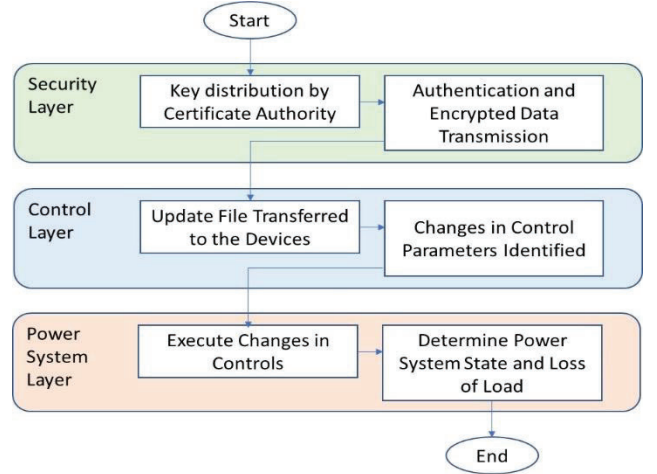 Start
Security
Layer
Key distribution by
Certificate Authority
Authentication and
Encrypted Data
Transmission
Control
Layer
Update File Transferred
to the Devices
Changes in Control
Parameters Identified
Power
System
Layer
Execute Changes in
Controls
Determine Power
System State and Loss
of Load
End